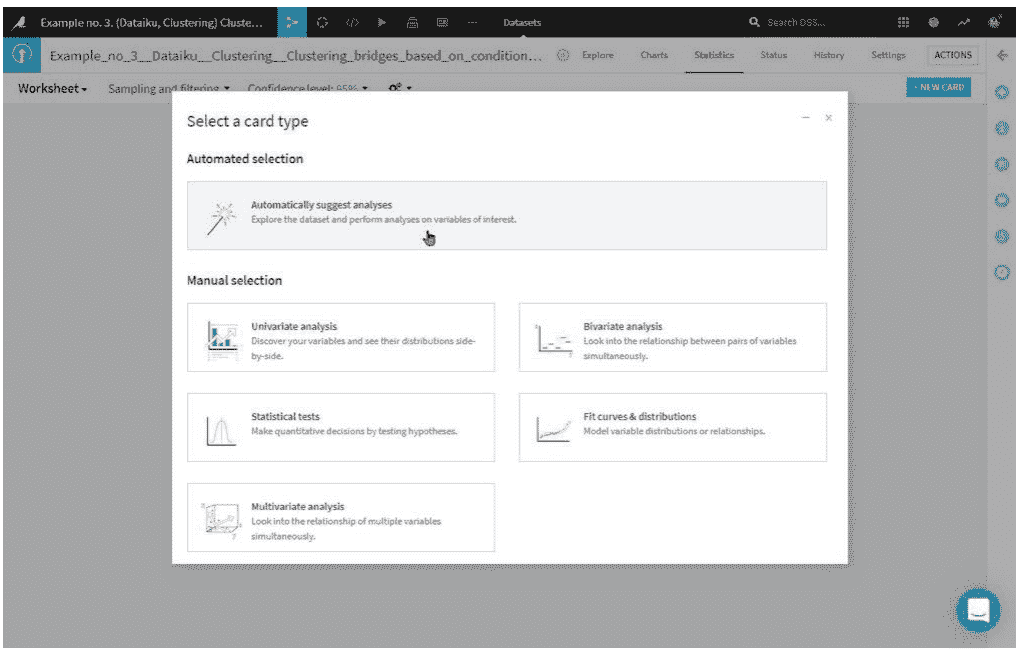 Example no. 3. (Dataiku, Clustering) Cluste...
Datasets
Search DSS...
Example_no_3__Dataiku__Clustering__Clustering_bridges_based_on_condition...
Explore
Charts
Statistics
Status
History
Settings
ACTIONS
Worksheet
Sampling and filtering
Confidence level: 95%
+ NEW CARD
Select a card type
Automated selection
Automatically suggest analyses
Explore the dataset and perform analyses on variables of interest.
Manual selection
Univariate analysis
Discover your variables and see their distributions side-
by-side.
Bivariate analysis
Look into the relationship between pairs of variables
simultaneously.
Statistical tests
Make quantitative decisions by testing hypotheses.
Fit curves & distributions
Model variable distributions or relationships.
Multivariate analysis
Look into the relationship of multiple variables
simultaneously.